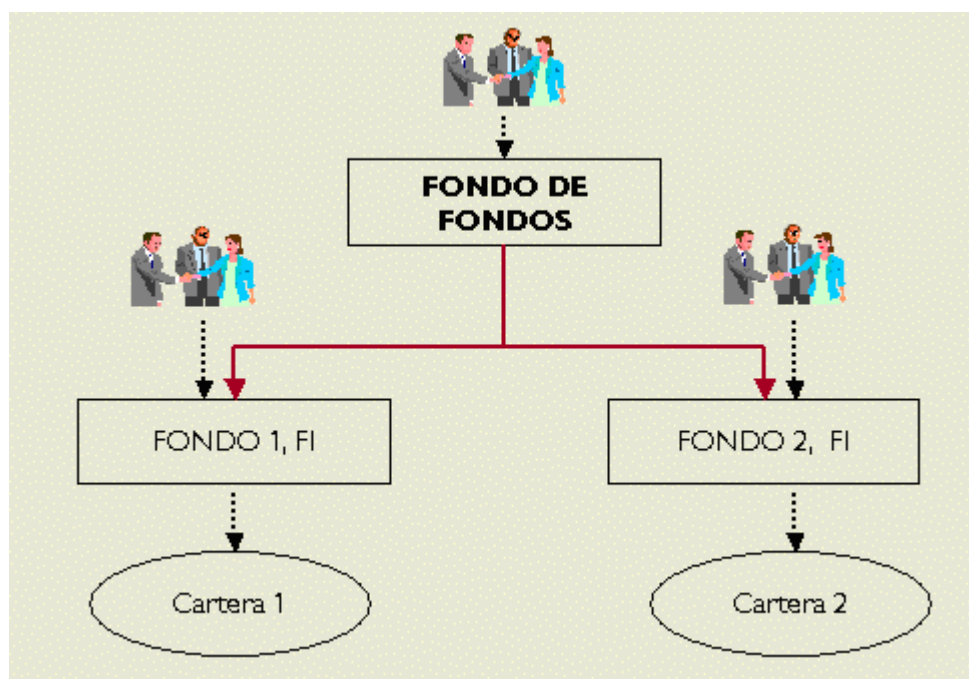 FONDO DE
FONDOS
FONDO 1, FI
FONDO 2, FI
Cartera 1
Cartera 2